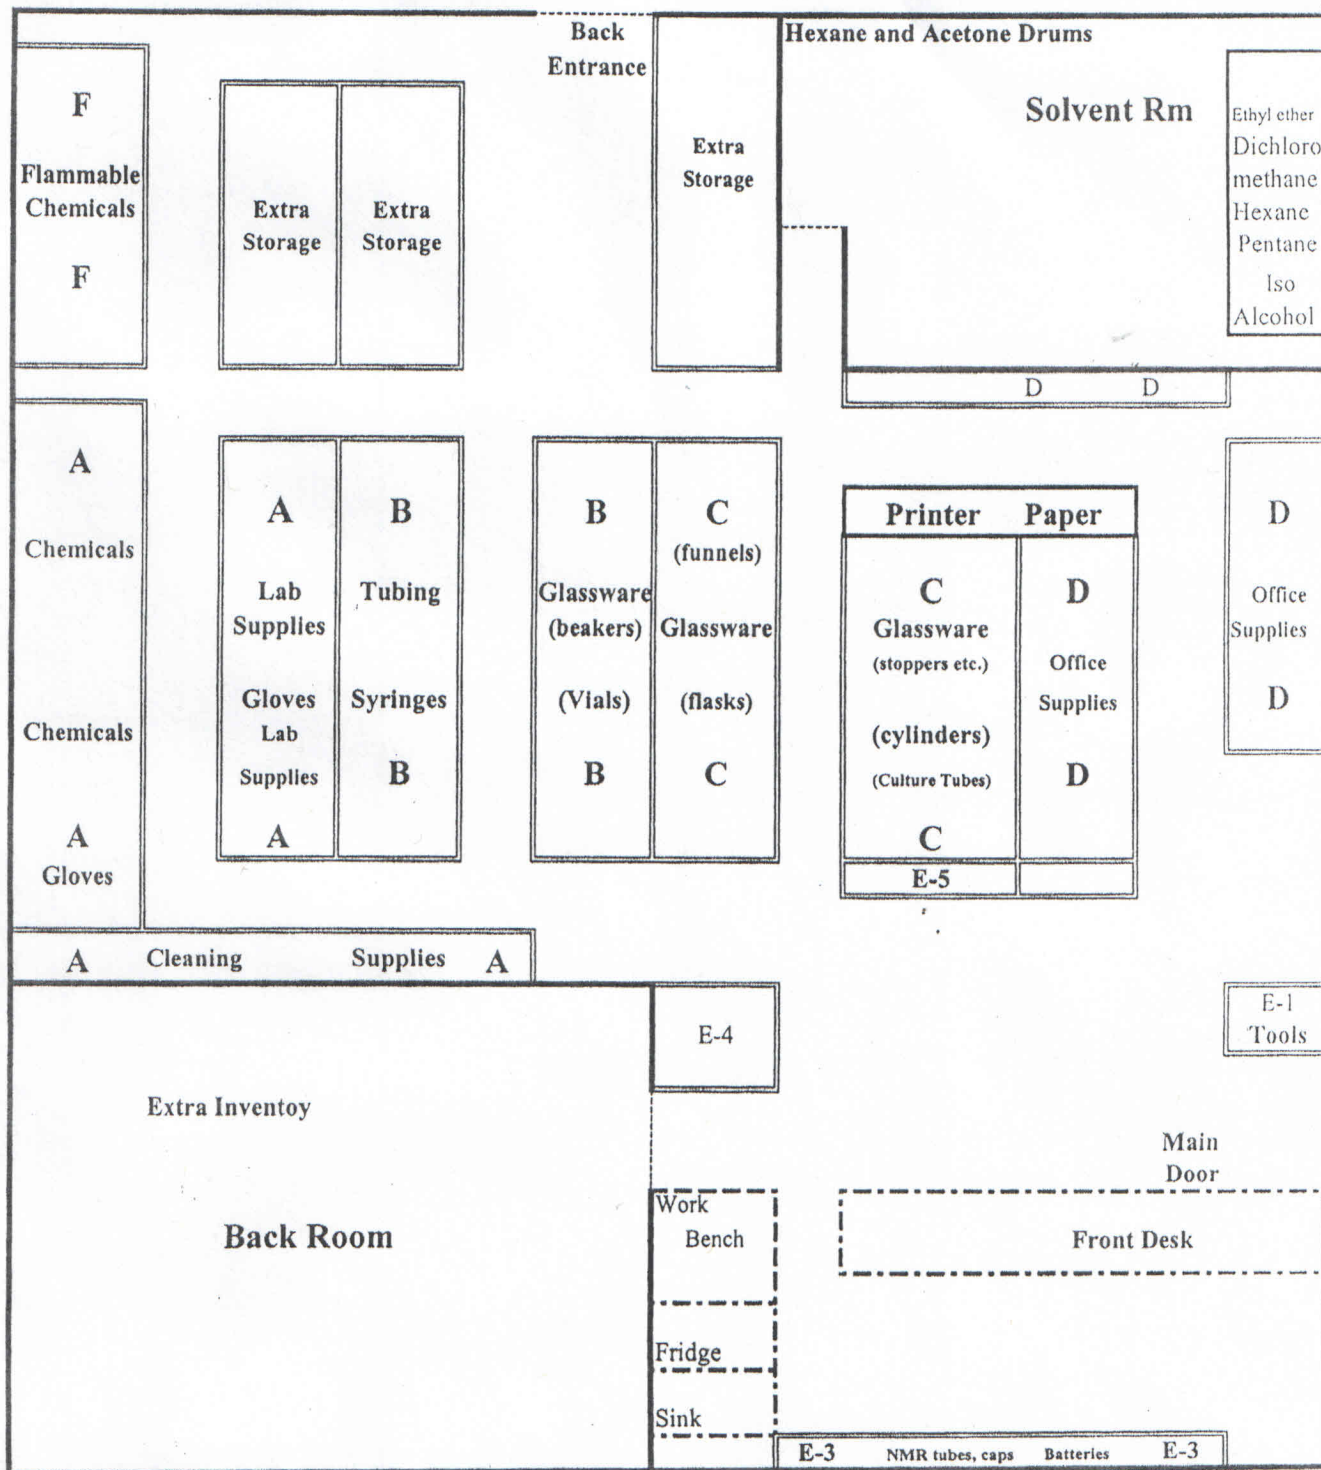 Back
Entrance
Hexane and Acetone Drums
Solvent Rm
Ethyl ether
Dichloro
methane
Hexane
Pentane
Iso
Alcohol
F
Flammable
Chemicals
F
Extra
Storage
Extra
Storage
Extra
Storage
D D
A
Chemicals
Chemicals
A
Gloves
A
Lab
Supplies
Gloves
Lab
Supplies
A
B
Tubing
Syringes
B
B
Glassware
(beakers)
(Vials)
B
C
(funnels)
Glassware
(flasks)
C
Printer Paper
C
Glassware
(stoppers etc.)
(cylinders)
(Culture Tubes)
C
E-5
D
Office
Supplies
D
D
Office
Supplies
D
A Cleaning Supplies A
E-4
E-1
Tools
Extra Inventoy
Back Room
Main
Door
Work
Bench
Front Desk
Fridge
Sink
E-3 NMR tubes, caps Batteries E-3